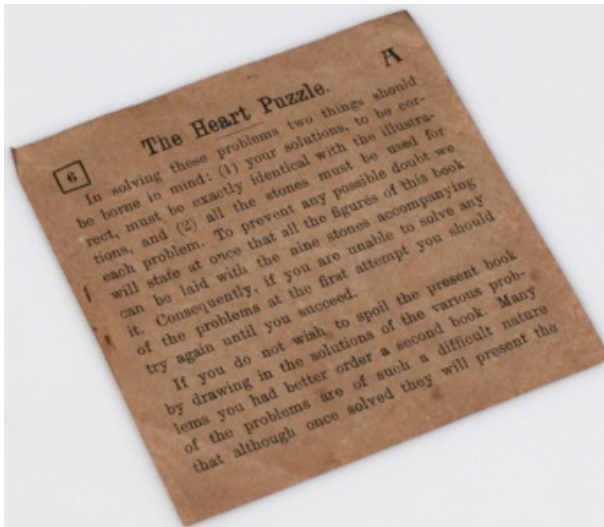 A
The Heart Puzzle.
6
In solving these problems two things should
be borne in mind: (1) your solutions, to be cor-
rect, must be exactly identical with the illustra-
tions, and (2) all the stones must be used for
each problem. To prevent any possible doubt we
will state at once that all the figures of this book
can be laid with the nine stones accompanying
it. Consequently, if you are unable to solve any
of the problems at the first attempt you should
try again until you succeed.
If you do not wish to spoil the present book
by drawing in the solutions of the various prob-
lems you had better order a second book. Many
of the problems are of such a difficult nature
that although once solved they will present the